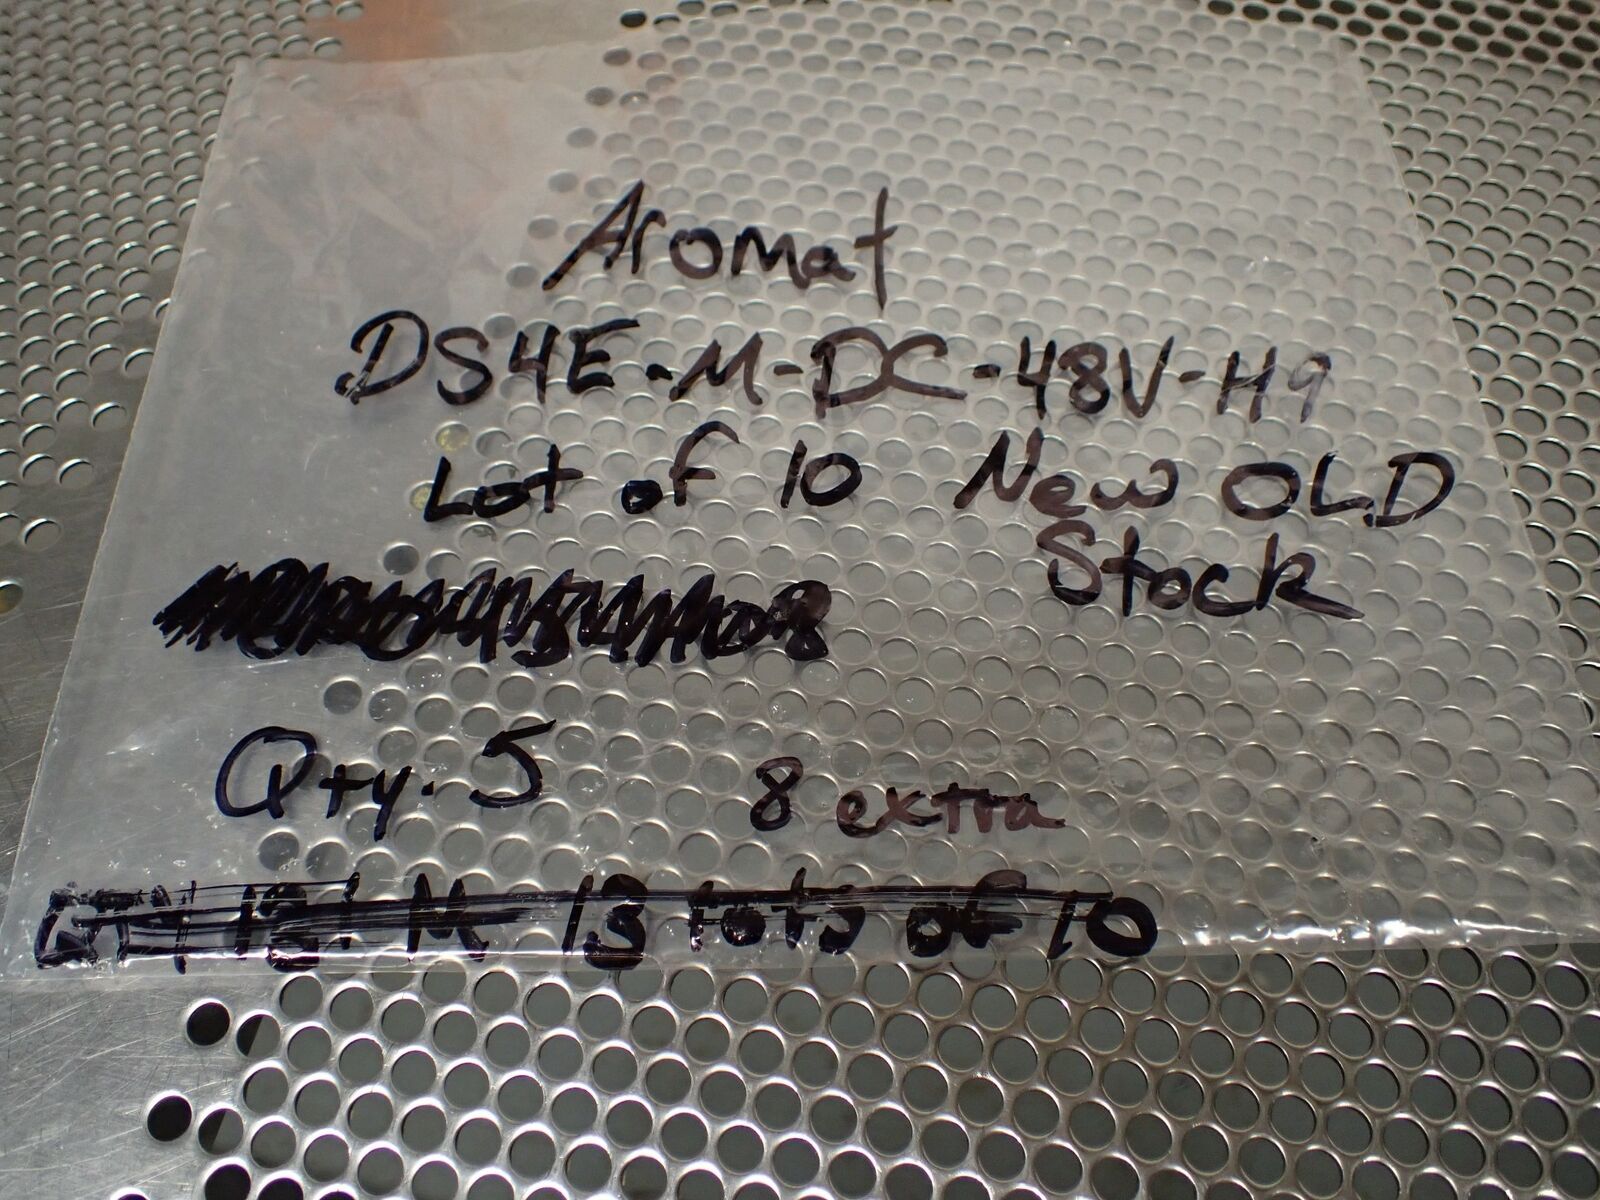 Aromat
DS4E-M-DC-48V-H9
Lot of 10 New OLD
Stock
Qty. 5 8 extra
13 Lots of 10